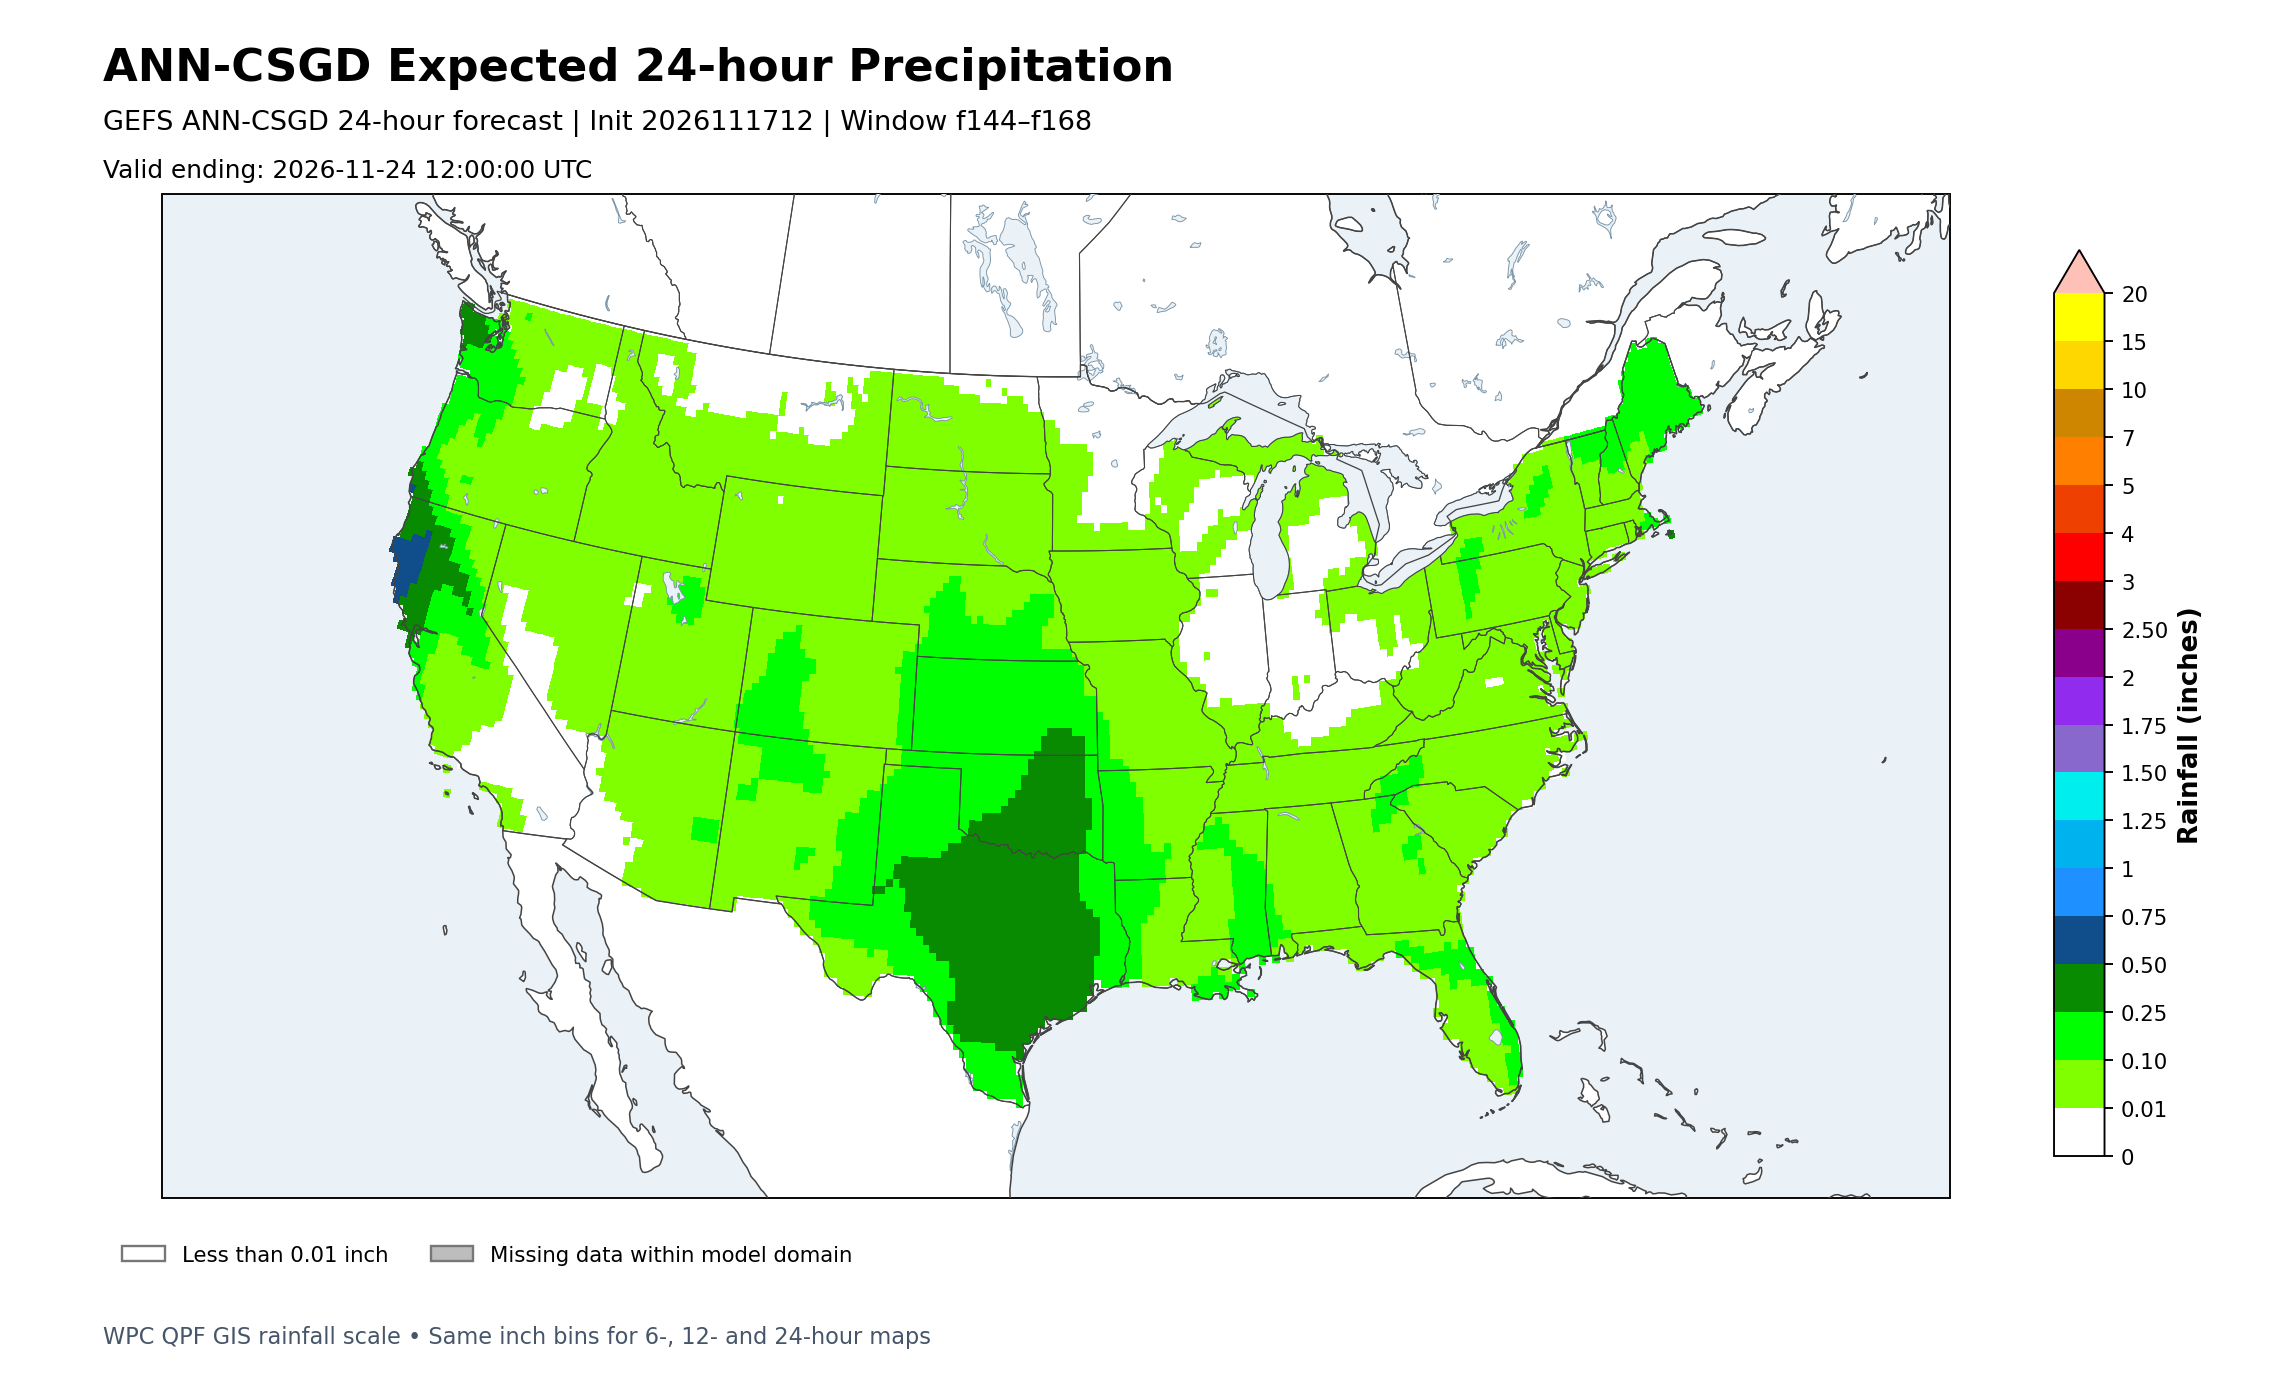 ANN-CSGD Expected 24-hour Precipitation
GEFS ANN-CSGD 24-hour forecast | Init 2026111712 | Window f144–f168
Valid ending: 2026-11-24 12:00:00 UTC
20
15
10
7
5
4
3
2.50
2
1.75
1.50
1.25
1
0.75
0.50
0.25
0.10
0.01
0
Rainfall (inches)
Less than 0.01 inch
Missing data within model domain
WPC QPF GIS rainfall scale • Same inch bins for 6-, 12- and 24-hour maps